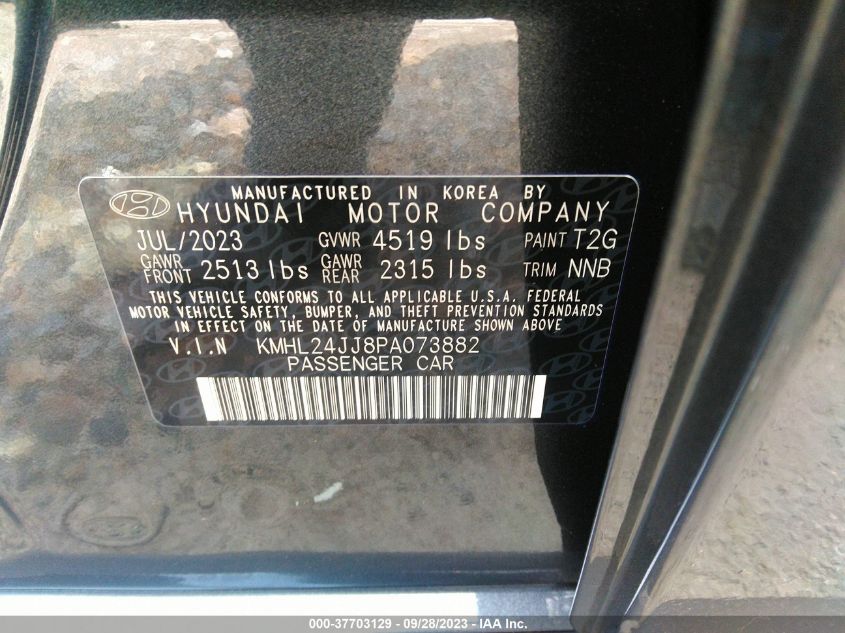 MANUFACTURED IN KOREA BY
HYUNDAI MOTOR COMPANY
JUL/2023 GVWR 4519 lbs PAINT T2G
GAWR FRONT 2513 lbs GAWR REAR 2315 lbs TRIM NNB
THIS VEHICLE CONFORMS TO ALL APPLICABLE U.S.A. FEDERAL
MOTOR VEHICLE SAFETY, BUMPER, AND THEFT PREVENTION STANDARDS
IN EFFECT ON THE DATE OF MANUFACTURE SHOWN ABOVE
V.I.N KMHL24JJ8PA073882
PASSENGER CAR
000-37703129 - 09/28/2023 - IAA Inc.